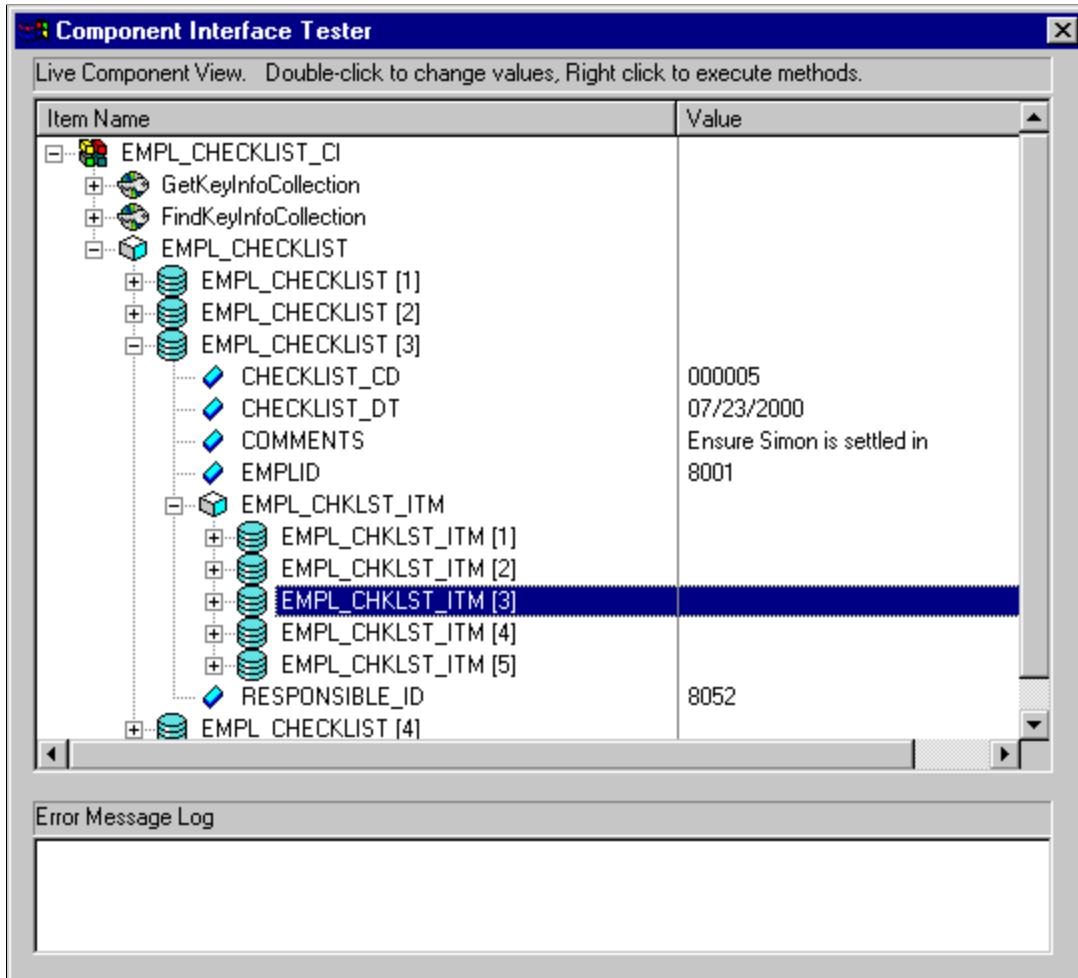 Component Interface Tester
Live Component View. Double-click to change values, Right click to execute methods.
Item Name Value
EMPL_CHECKLIST_CI
GetKeyInfoCollection
FindKeyInfoCollection
EMPL_CHECKLIST
EMPL_CHECKLIST [1]
EMPL_CHECKLIST [2]
EMPL_CHECKLIST [3]
CHECKLIST_CD 000005
CHECKLIST_DT 07/23/2000
COMMENTS Ensure Simon is settled in
EMPLID 8001
EMPL_CHKLST_ITM
EMPL_CHKLST_ITM [1]
EMPL_CHKLST_ITM [2]
EMPL_CHKLST_ITM [3]
EMPL_CHKLST_ITM [4]
EMPL_CHKLST_ITM [5]
RESPONSIBLE_ID 8052
EMPL_CHECKLIST [4]
Error Message Log